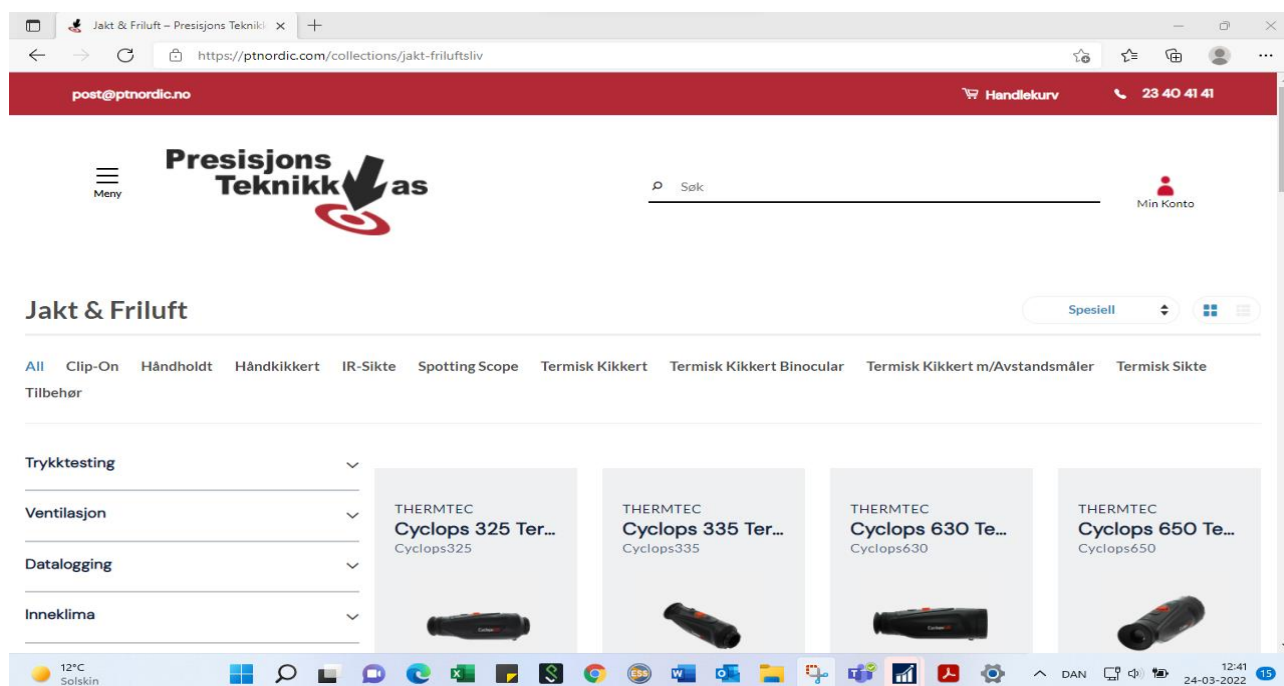 Jakt & Friluft – Presisjons Teknikk
https://ptnordic.com/collections/jakt-friluftsliv
post@ptnordic.no
Handlekurv
23 40 41 41
Meny
Presisjons
Teknikk as
Søk
Min Konto
Jakt & Friluft
Spesiell
All Clip-On Håndholdt Håndkikkert IR-Sikte Spotting Scope Termisk Kikkert Termisk Kikkert Binocular Termisk Kikkert m/Avstandsmåler Termisk Sikte
Tilbehør
Trykktesting
Ventilasjon
Datalogging
Inneklima
THERMTEC
Cyclops 325 Ter...
Cyclops325
THERMTEC
Cyclops 335 Ter...
Cyclops335
THERMTEC
Cyclops 630 Te...
Cyclops630
THERMTEC
Cyclops 650 Te...
Cyclops650
12°C
Solskin
ESS
DAN
12:41
24-03-2022
15